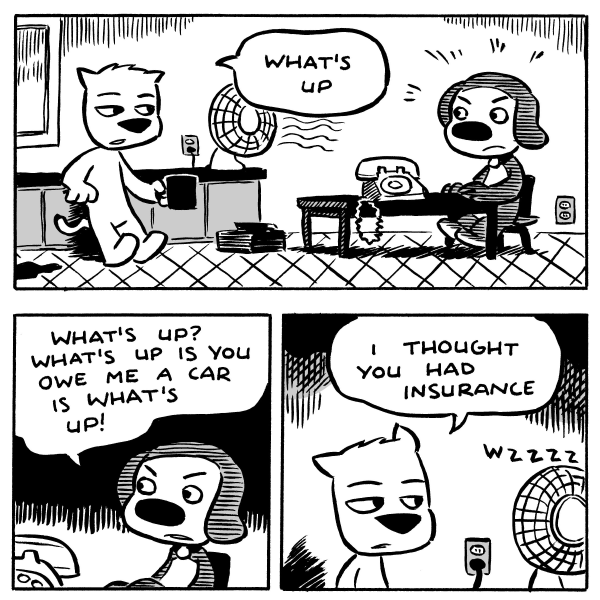 WHAT'S
UP
WHAT'S UP?
WHAT'S UP IS YOU
OWE ME A CAR
IS WHAT'S
UP!
I THOUGHT
YOU HAD
INSURANCE
WZZZZ